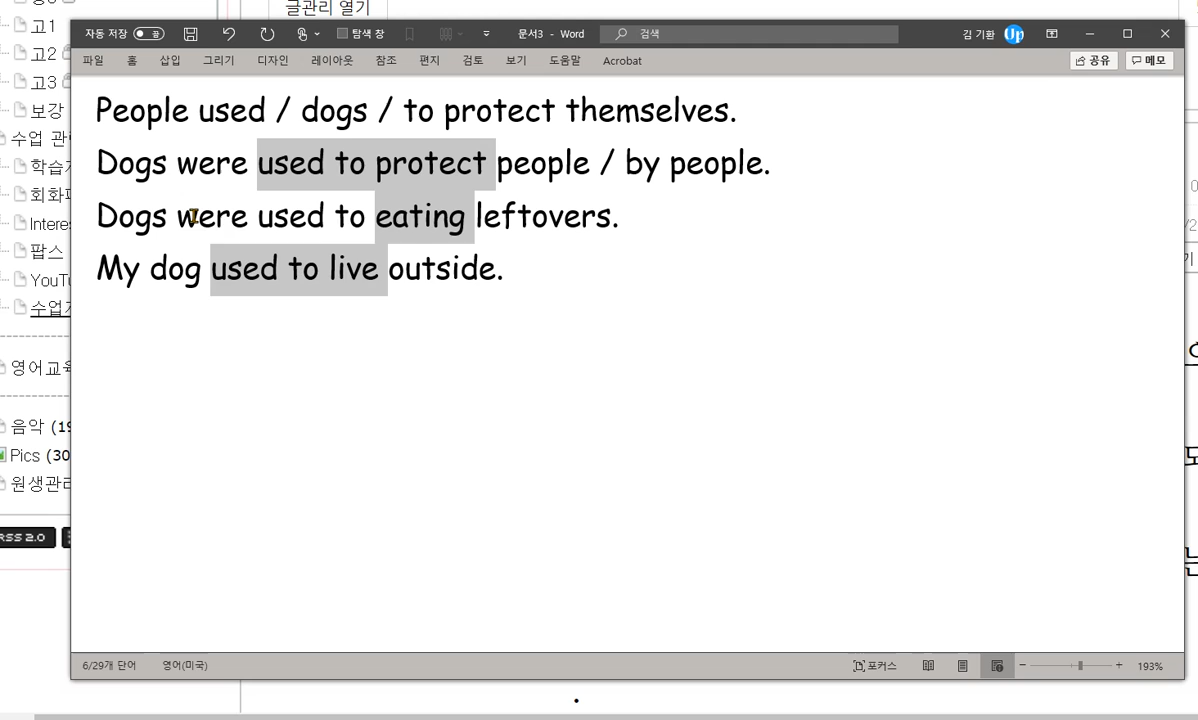 글관리 열기
고1
고2
고3
보강
수업 관
학습
회화
Interes
팝스
YouTu
수업
영어교육
음악 (19
Pics (30
원생관리
RSS 2.0
자동 저장 끔
탐색 창
문서3 - Word
검색
김 기환
Up
파일 홈 삽입 그리기 디자인 레이아웃 참조 편지 검토 보기 도움말 Acrobat
공유 메모
People used / dogs / to protect themselves.
Dogs were used to protect people / by people.
Dogs were used to eating leftovers.
My dog used to live outside.
6/29개 단어 영어(미국)
포커스
193%